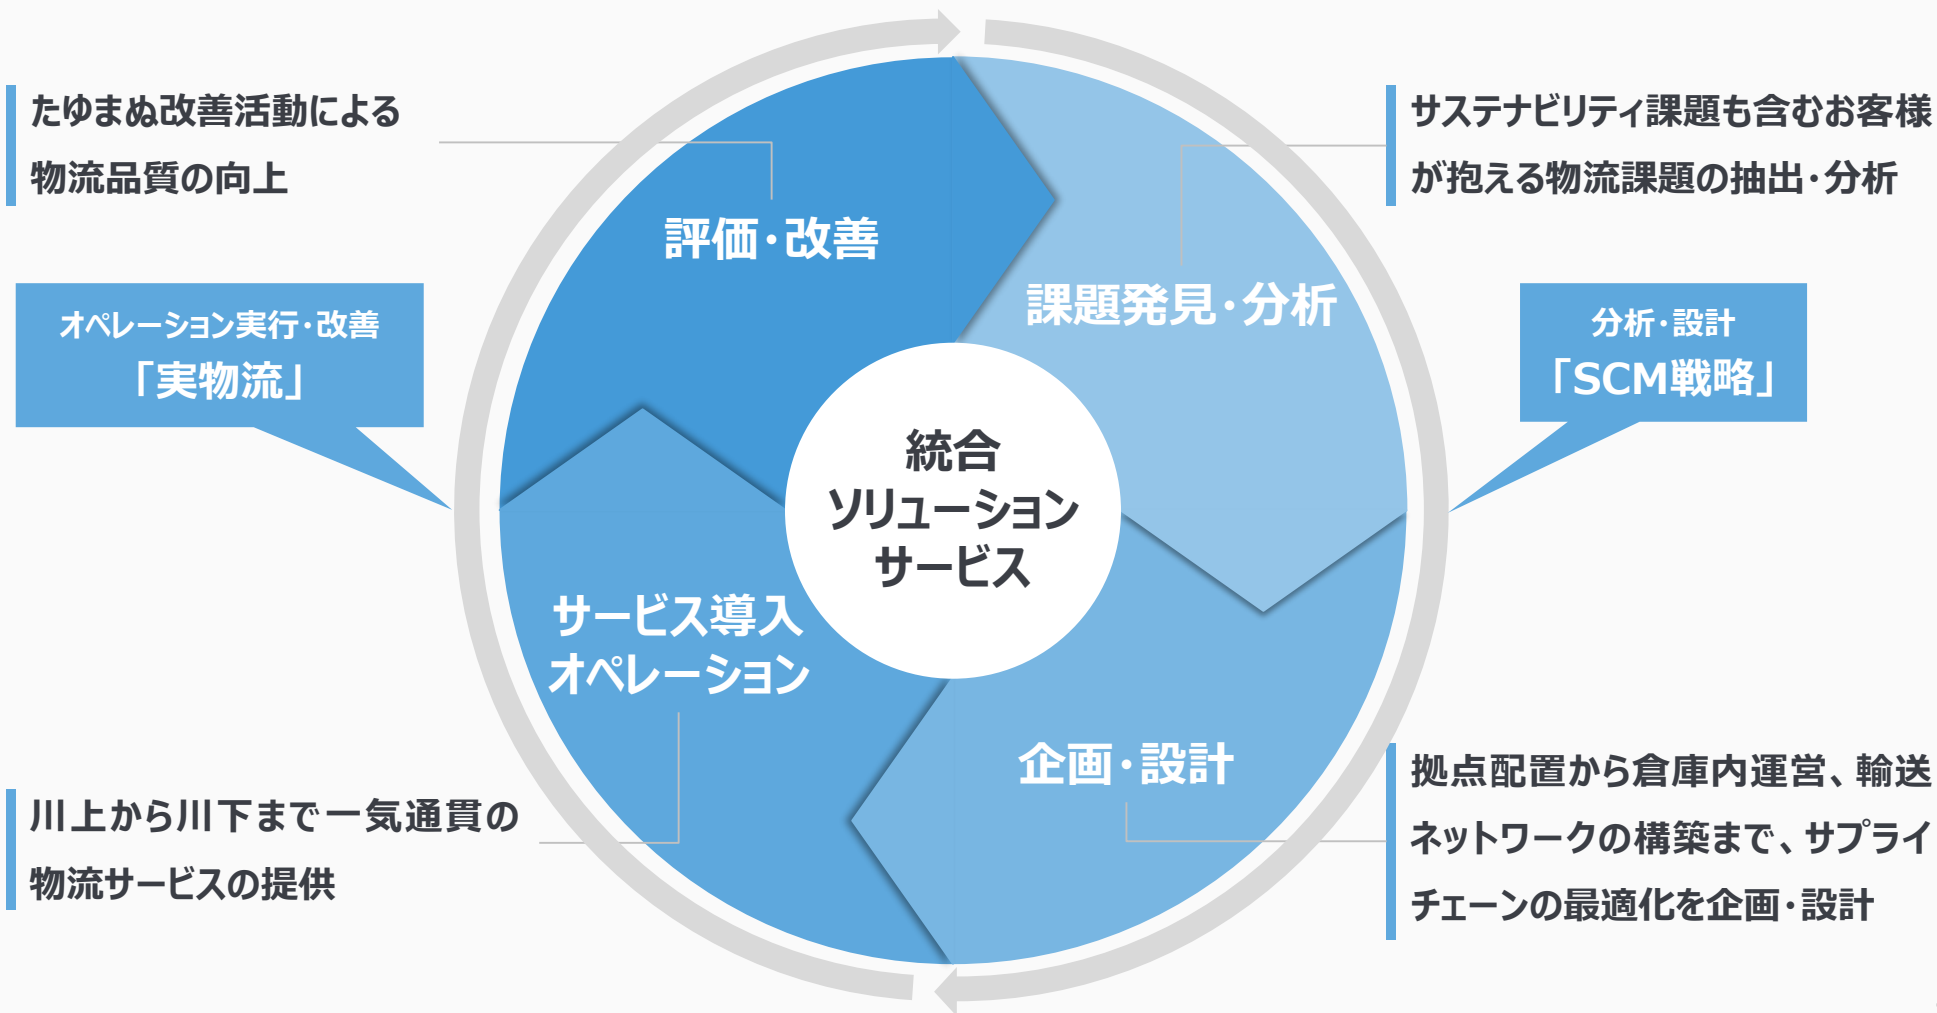 たゆまぬ改善活動による
物流品質の向上
サステナビリティ課題も含むお客様
が抱える物流課題の抽出・分析
評価・改善
課題発見・分析
オペレーション実行・改善
「実物流」
分析・設計
「SCM戦略」
統合
ソリューション
サービス
サービス導入
オペレーション
企画・設計
川上から川下まで一気通貫の
物流サービスの提供
拠点配置から倉庫内運営、輸送
ネットワークの構築まで、サプライ
チェーンの最適化を企画・設計